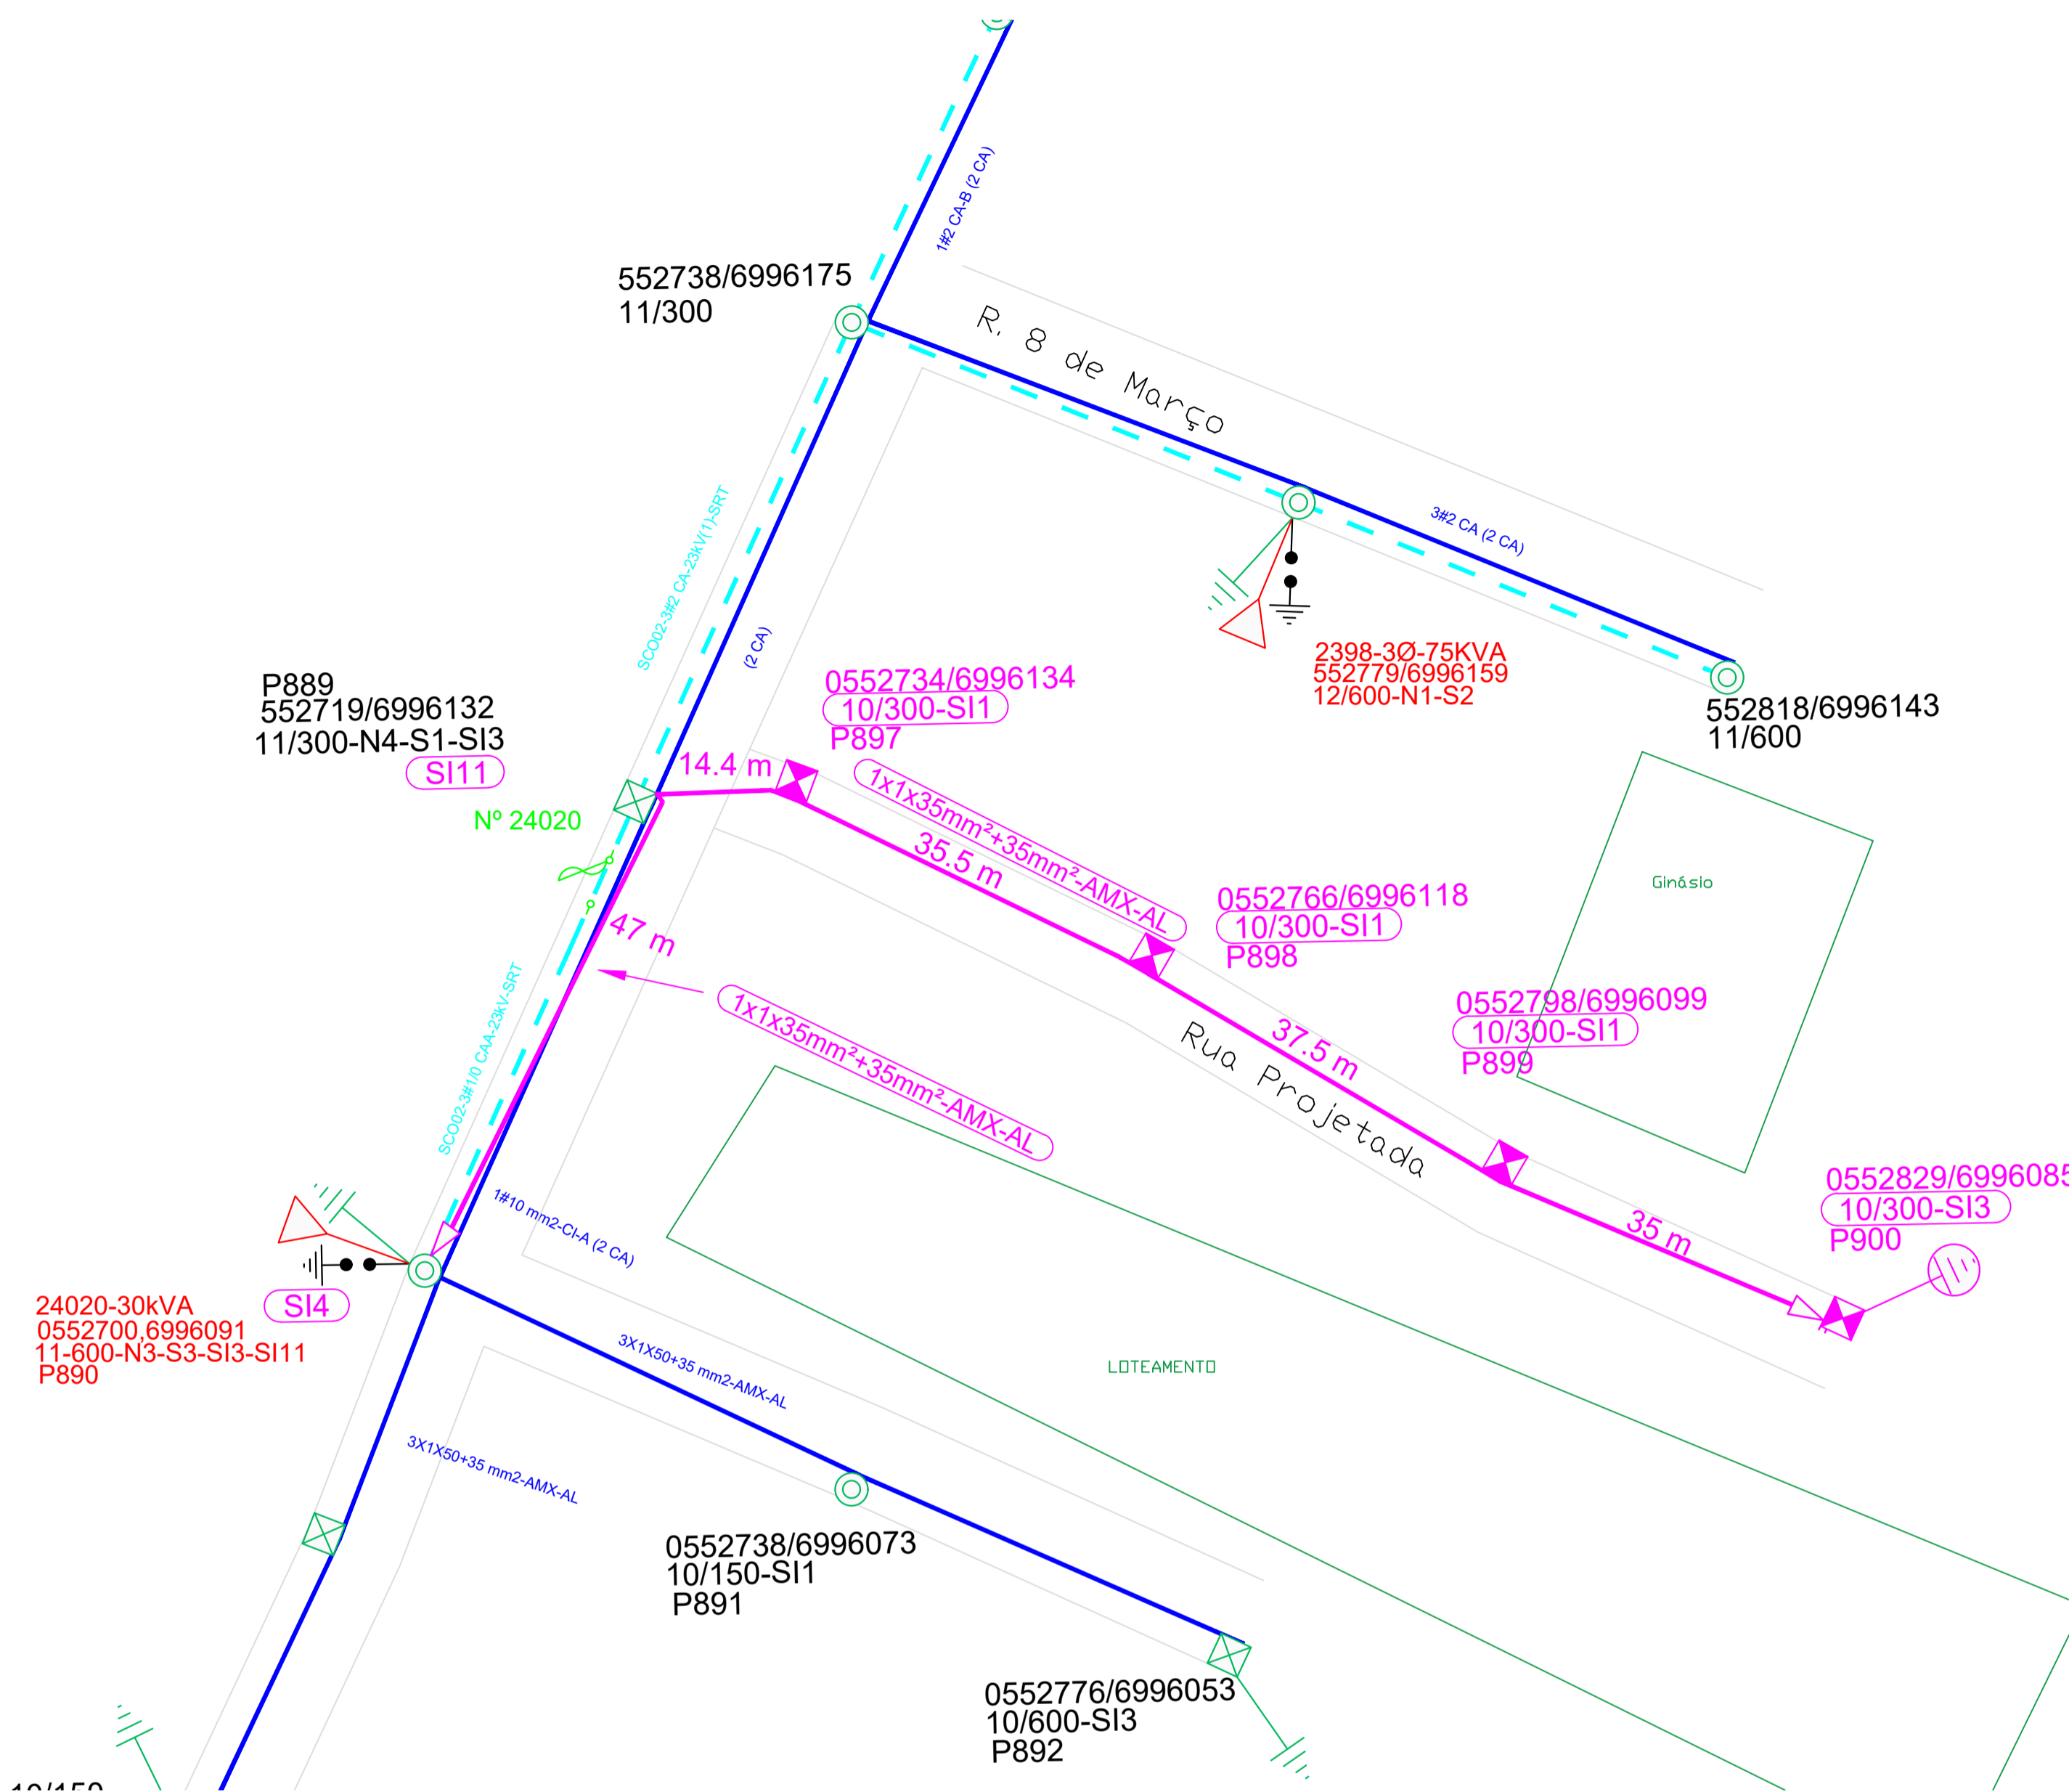 1#2 CA-B (2 CA)
552738/6996175
11/300
R. 8 de Março
3#2 CA (2 CA)
SCO02-3#2 CA-23kV(1)-SRT
(2 CA)
2398-3Ø-75KVA
552779/6996159
12/600-N1-S2
552818/6996143
11/600
P889
552719/6996132
11/300-N4-S1-SI3
SI11
Nº 24020
0552734/6996134
10/300-SI1
P897
14.4 m
1x1x35mm²+35mm²-AMX-AL
35.5 m
0552766/6996118
10/300-SI1
P898
Ginásio
47 m
1x1x35mm²+35mm²-AMX-AL
37.5 m
Rua Projetada
0552798/6996099
10/300-SI1
P899
SCO02-3#1/0 CAA-23kV-SRT
35 m
0552829/6996085
10/300-SI3
P900
1#10 mm2-CI-A (2 CA)
SI4
24020-30kVA
0552700,6996091
11-600-N3-S3-SI3-SI11
P890
3X1X50+35 mm2-AMX-AL
LOTEAMENTO
3X1X50+35 mm2-AMX-AL
0552738/6996073
10/150-SI1
P891
0552776/6996053
10/600-SI3
P892
10/150